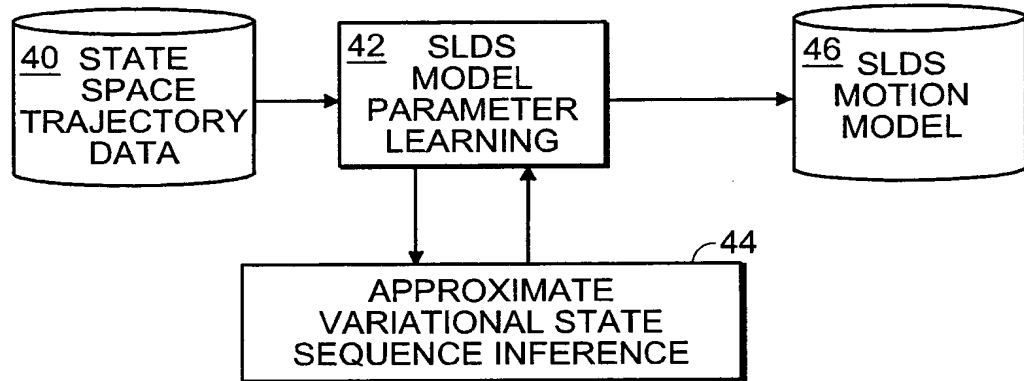 40 STATE
SPACE
TRAJECTORY
DATA
42 SLDS
MODEL
PARAMETER
LEARNING
46 SLDS
MOTION
MODEL
44
APPROXIMATE
VARIATIONAL STATE
SEQUENCE INFERENCE